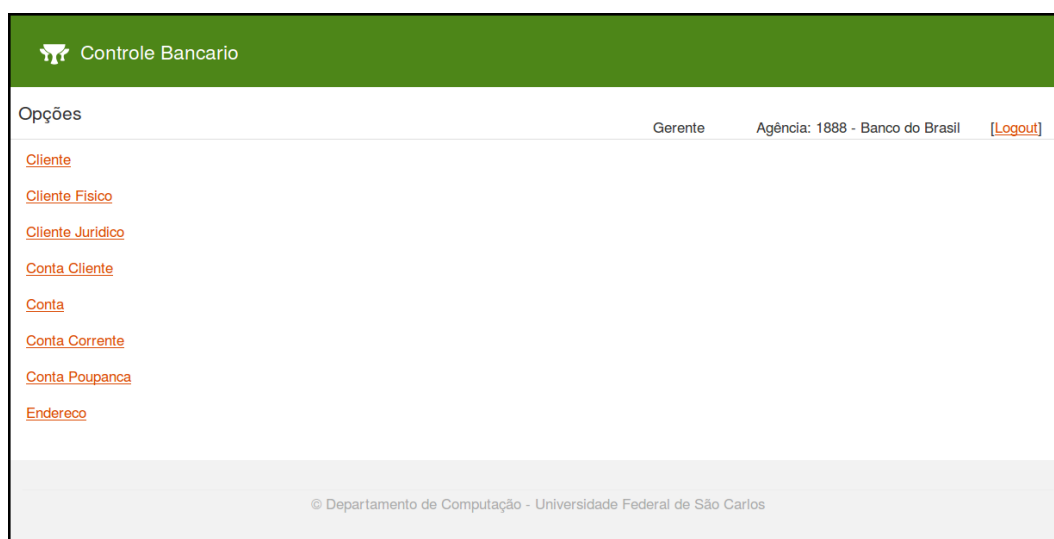 Controle Bancario
Opções
Gerente Agência: 1888 - Banco do Brasil [Logout]
Cliente
Cliente Fisico
Cliente Juridico
Conta Cliente
Conta
Conta Corrente
Conta Poupanca
Endereco
© Departamento de Computação - Universidade Federal de São Carlos